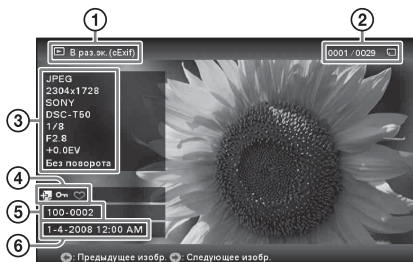 1
2
В раз.эк.(сExif)
0001/0029
JPEG
2304x1728
SONY
DSC-T50
1/8
F2.8
+0.0EV
Без поворота
3
4
100-0002
5
1-4-2008 12:00 AM
6
: Предыдущее изобр. : Следующее изобр.